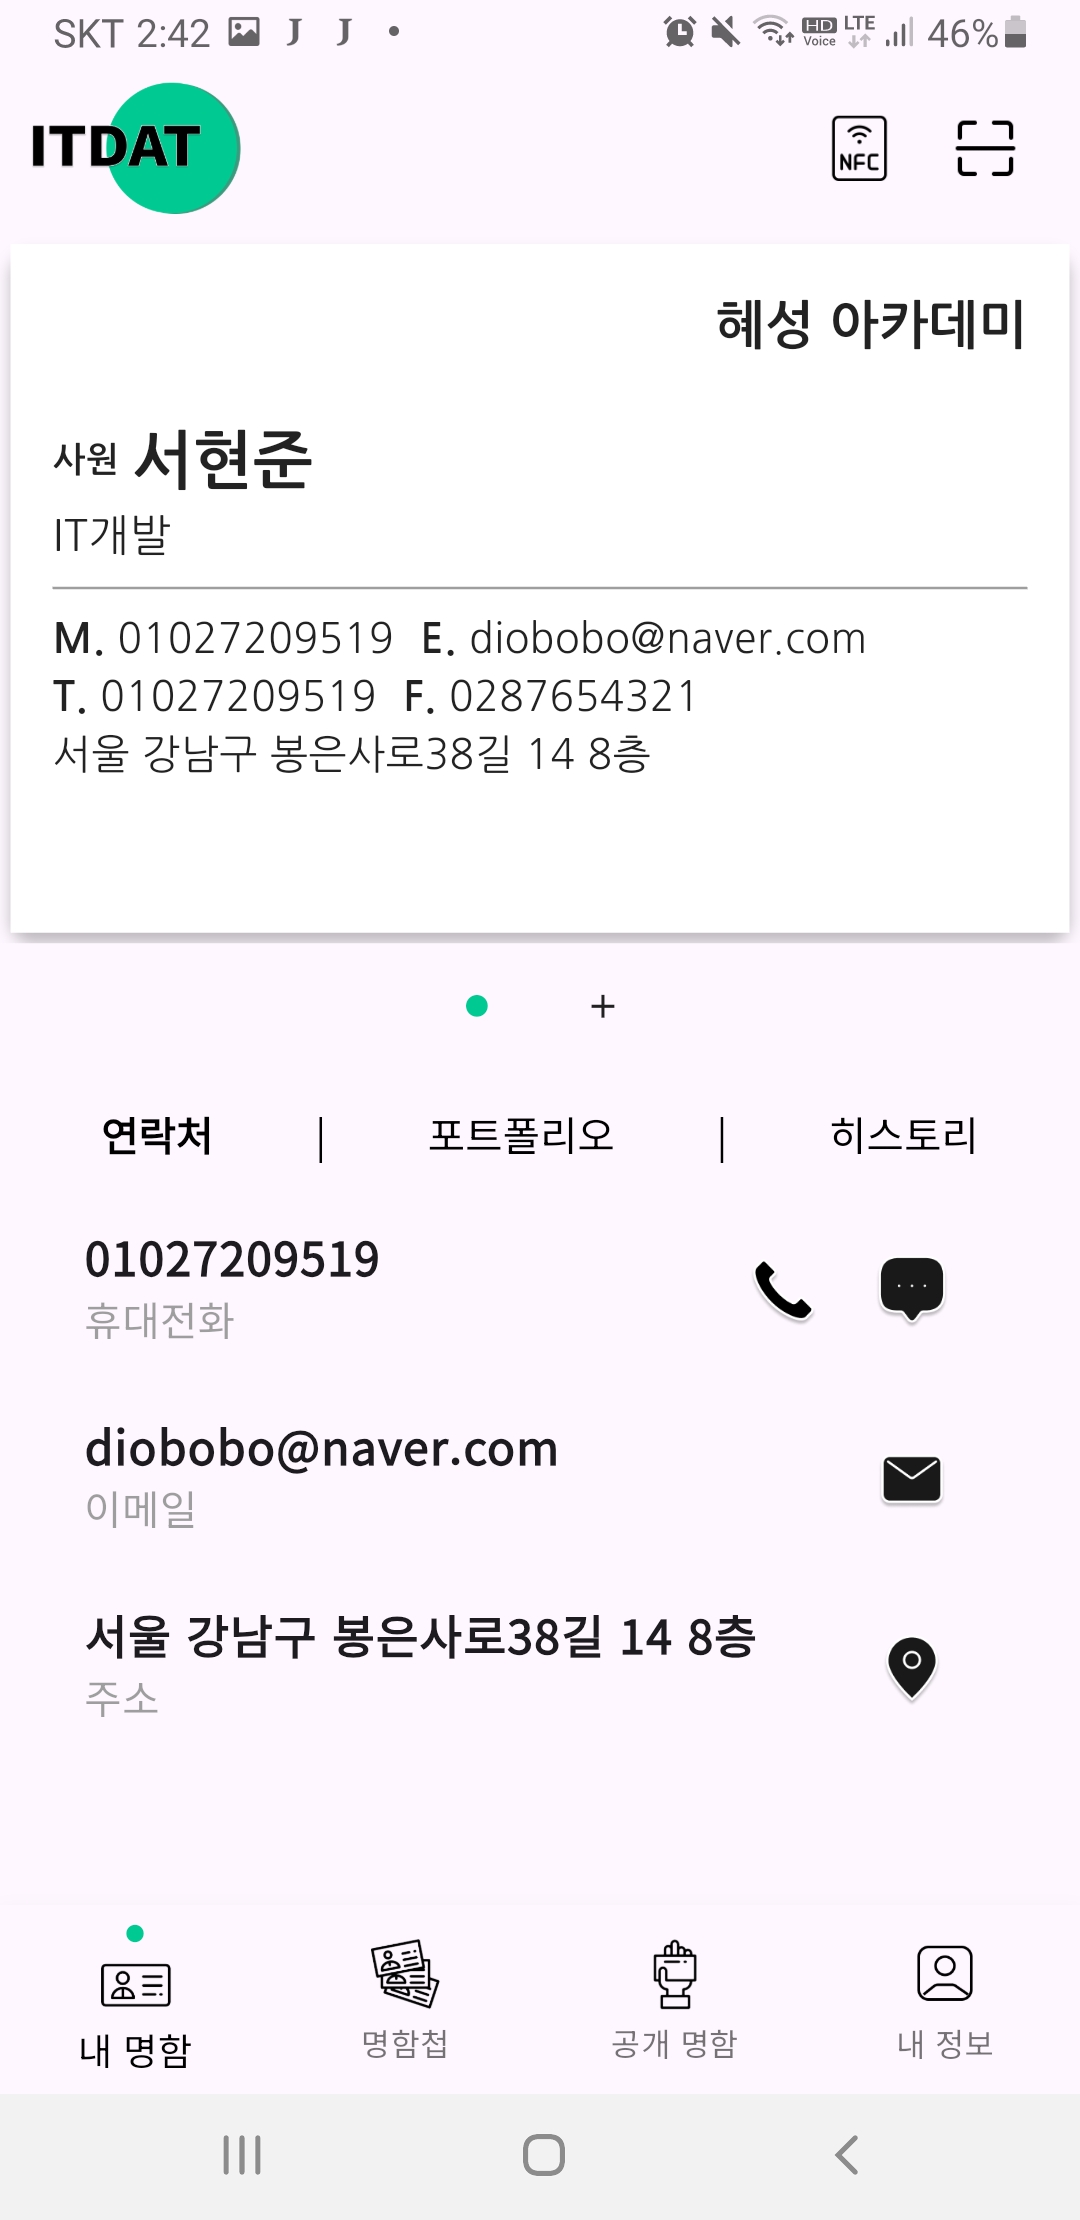 SKT 2:42 J J HD Voice LTE 46%
ITDAT NFC
혜성 아카데미
사원 서현준
IT개발
M. 01027209519 E. diobobo@naver.com
T. 01027209519 F. 0287654321
서울 강남구 봉은사로38길 14 8층
+
연락처 | 포트폴리오 | 히스토리
01027209519
휴대전화
diobobo@naver.com
이메일
서울 강남구 봉은사로38길 14 8층
주소
내 명함 명함첩 공개 명함 내 정보